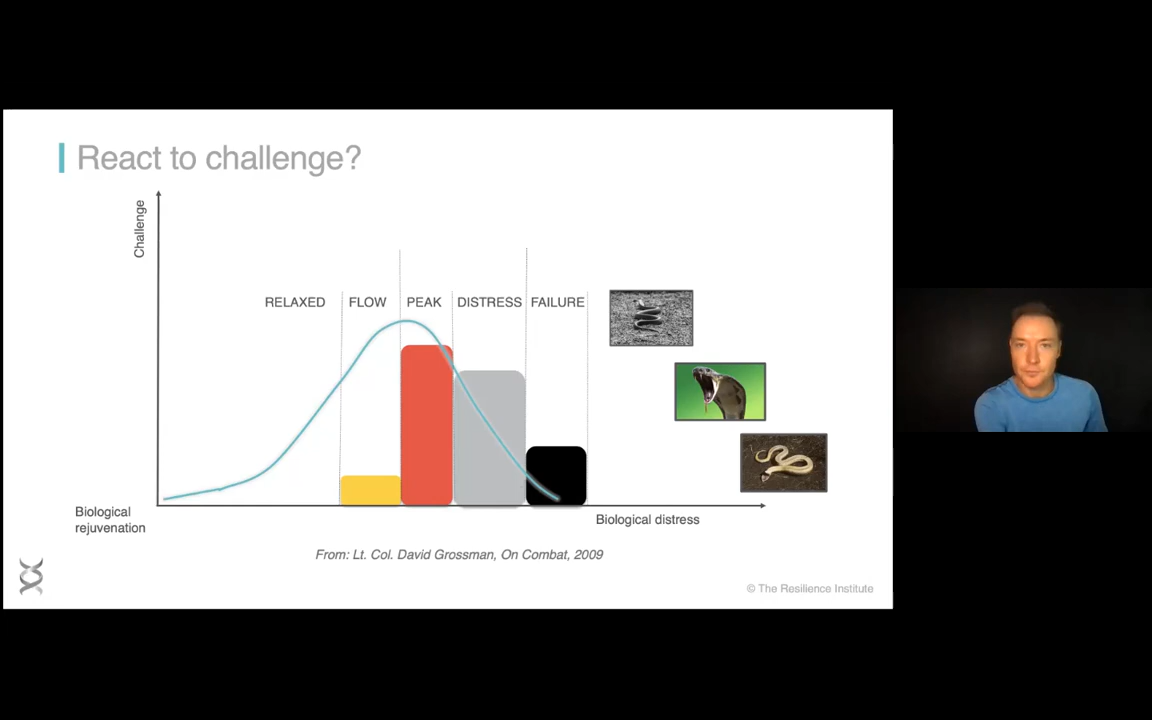 React to challenge?
Challenge
RELAXED FLOW PEAK DISTRESS FAILURE
Biological
rejuvenation
Biological distress
From: Lt. Col. David Grossman, On Combat, 2009
© The Resilience Institute